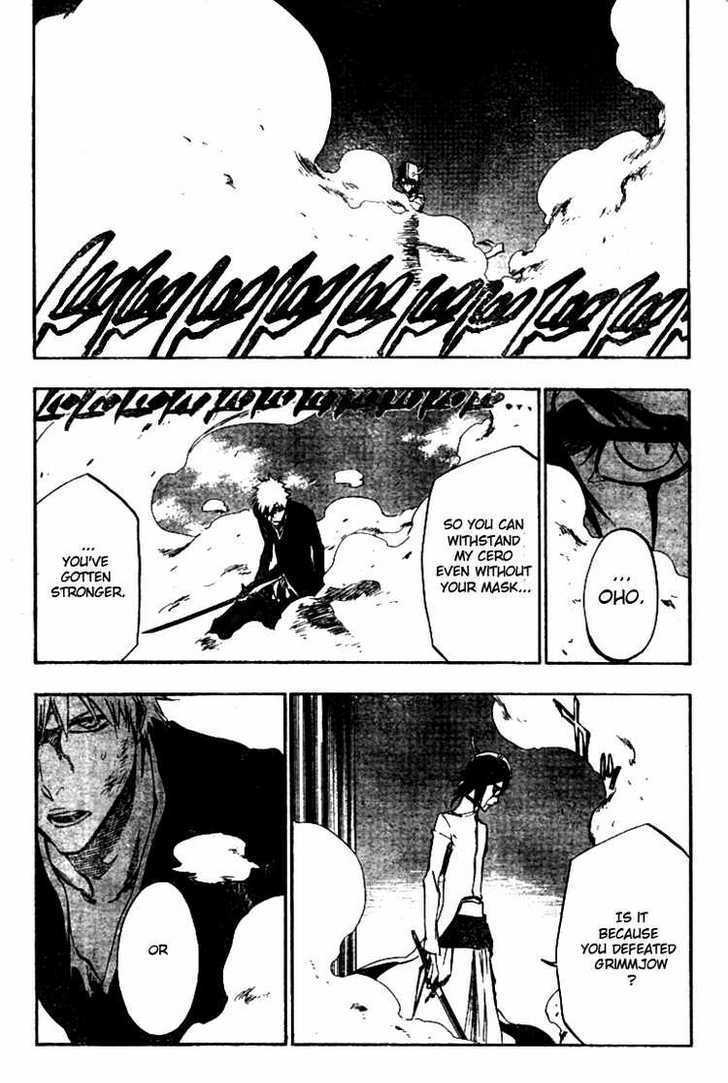 ...
OHO.
SO YOU CAN
WITHSTAND
MY CERO
EVEN WITHOUT
YOUR MASK...
...
YOU'VE
GOTTEN
STRONGER.
IS IT
BECAUSE
YOU DEFEATED
GRIMMJOW
?
OR